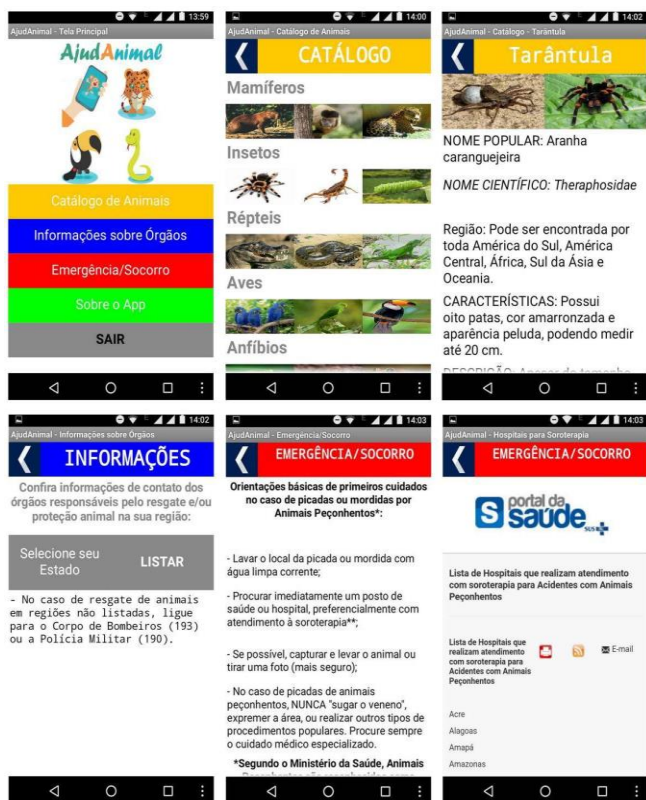 13:59
AjudAnimal - Tela Principal
AjudAnimal
Catálogo de Animais
Informações sobre Órgãos
Emergência/Socorro
Sobre o App
SAIR
14:00
AjudAnimal - Catálogo de Animais
CATÁLOGO
Mamíferos
Insetos
Répteis
Aves
Anfíbios
14:02
AjudAnimal - Catálogo - Tarântula
Tarântula
NOME POPULAR: Aranha
caranguejeira
NOME CIENTÍFICO: Theraphosidae
Região: Pode ser encontrada por
toda América do Sul, América
Central, África, Sul da Ásia e
Oceania.
CARACTERÍSTICAS: Possui
oito patas, cor amarronzada e
aparência peluda, podendo medir
até 20 cm.
DESCRIÇÃO: Apesar do tamanho
14:02
AjudAnimal - Informações sobre Órgãos
INFORMAÇÕES
Confira informações de contato dos
órgãos responsáveis pelo resgate e/ou
proteção animal na sua região:
Selecione seu
Estado
LISTAR
- No caso de resgate de animais
em regiões não listadas, ligue
para o Corpo de Bombeiros (193)
ou a Polícia Militar (190).
14:03
AjudAnimal - Emergência/Socorro
EMERGÊNCIA/SOCORRO
Orientações básicas de primeiros cuidados
no caso de picadas ou mordidas por
Animais Peçonhentos*:
- Lavar o local da picada ou mordida com
água limpa corrente;
- Procurar imediatamente um posto de
saúde ou hospital, preferencialmente com
atendimento à soroterapia**;
- Se possível, capturar e levar o animal ou
tirar uma foto (mais seguro);
- No caso de picadas de animais
peçonhentos, NUNCA "sugar o veneno",
expremer a área, ou realizar outros tipos de
procedimentos populares. Procure sempre
o cuidado médico especializado.
*Segundo o Ministério da Saúde, Animais
14:03
AjudAnimal - Hospitais para Soroterapia
EMERGÊNCIA/SOCORRO
S portal da
saúde
SUS
Lista de Hospitais que realizam atendimento
com soroterapia para Acidentes com Animais
Peçonhentos
Lista de Hospitais que
realizam atendimento
com soroterapia para
Acidentes com Animais
Peçonhentos
E-mail
Acre
Alagoas
Amapá
Amazonas